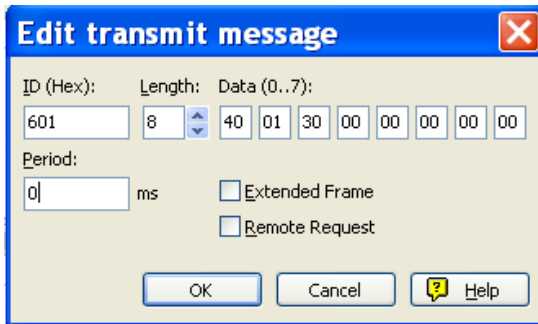 Edit transmit message
ID (Hex): Length: Data (0..7):
601 8 40 01 30 00 00 00 00 00
Period:
0 ms Extended Frame
Remote Request
OK Cancel Help